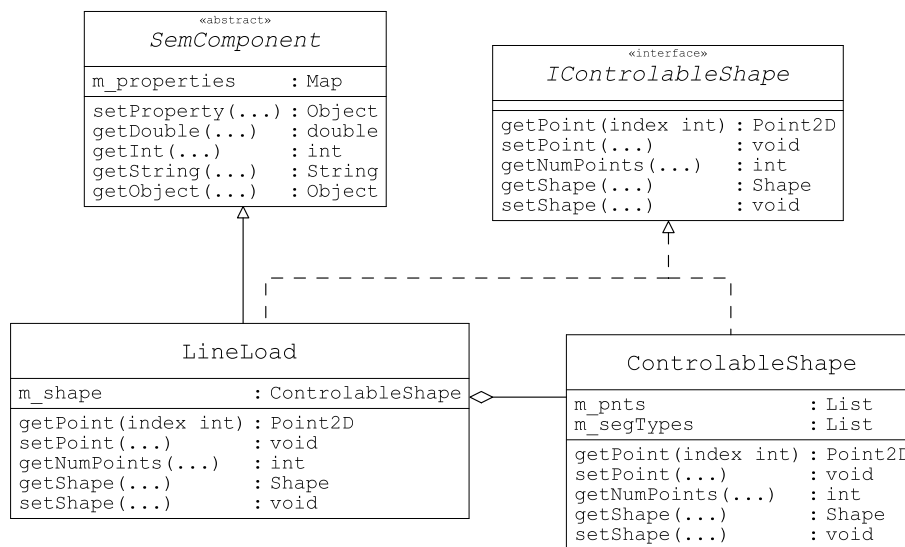 «abstract»
SemComponent
m_properties : Map
setProperty(...) : Object
getDouble(...) : double
getInt(...) : int
getString(...) : String
getObject(...) : Object
«interface»
IControlableShape
getPoint(index int) : Point2D
setPoint(...) : void
getNumPoints(...) : int
getShape(...) : Shape
setShape(...) : void
LineLoad
m_shape : ControlableShape
getPoint(index int) : Point2D
setPoint(...) : void
getNumPoints(...) : int
getShape(...) : Shape
setShape(...) : void
ControlableShape
m_pnts : List
m_segTypes : List
getPoint(index int) : Point2D
setPoint(...) : void
getNumPoints(...) : int
getShape(...) : Shape
setShape(...) : void